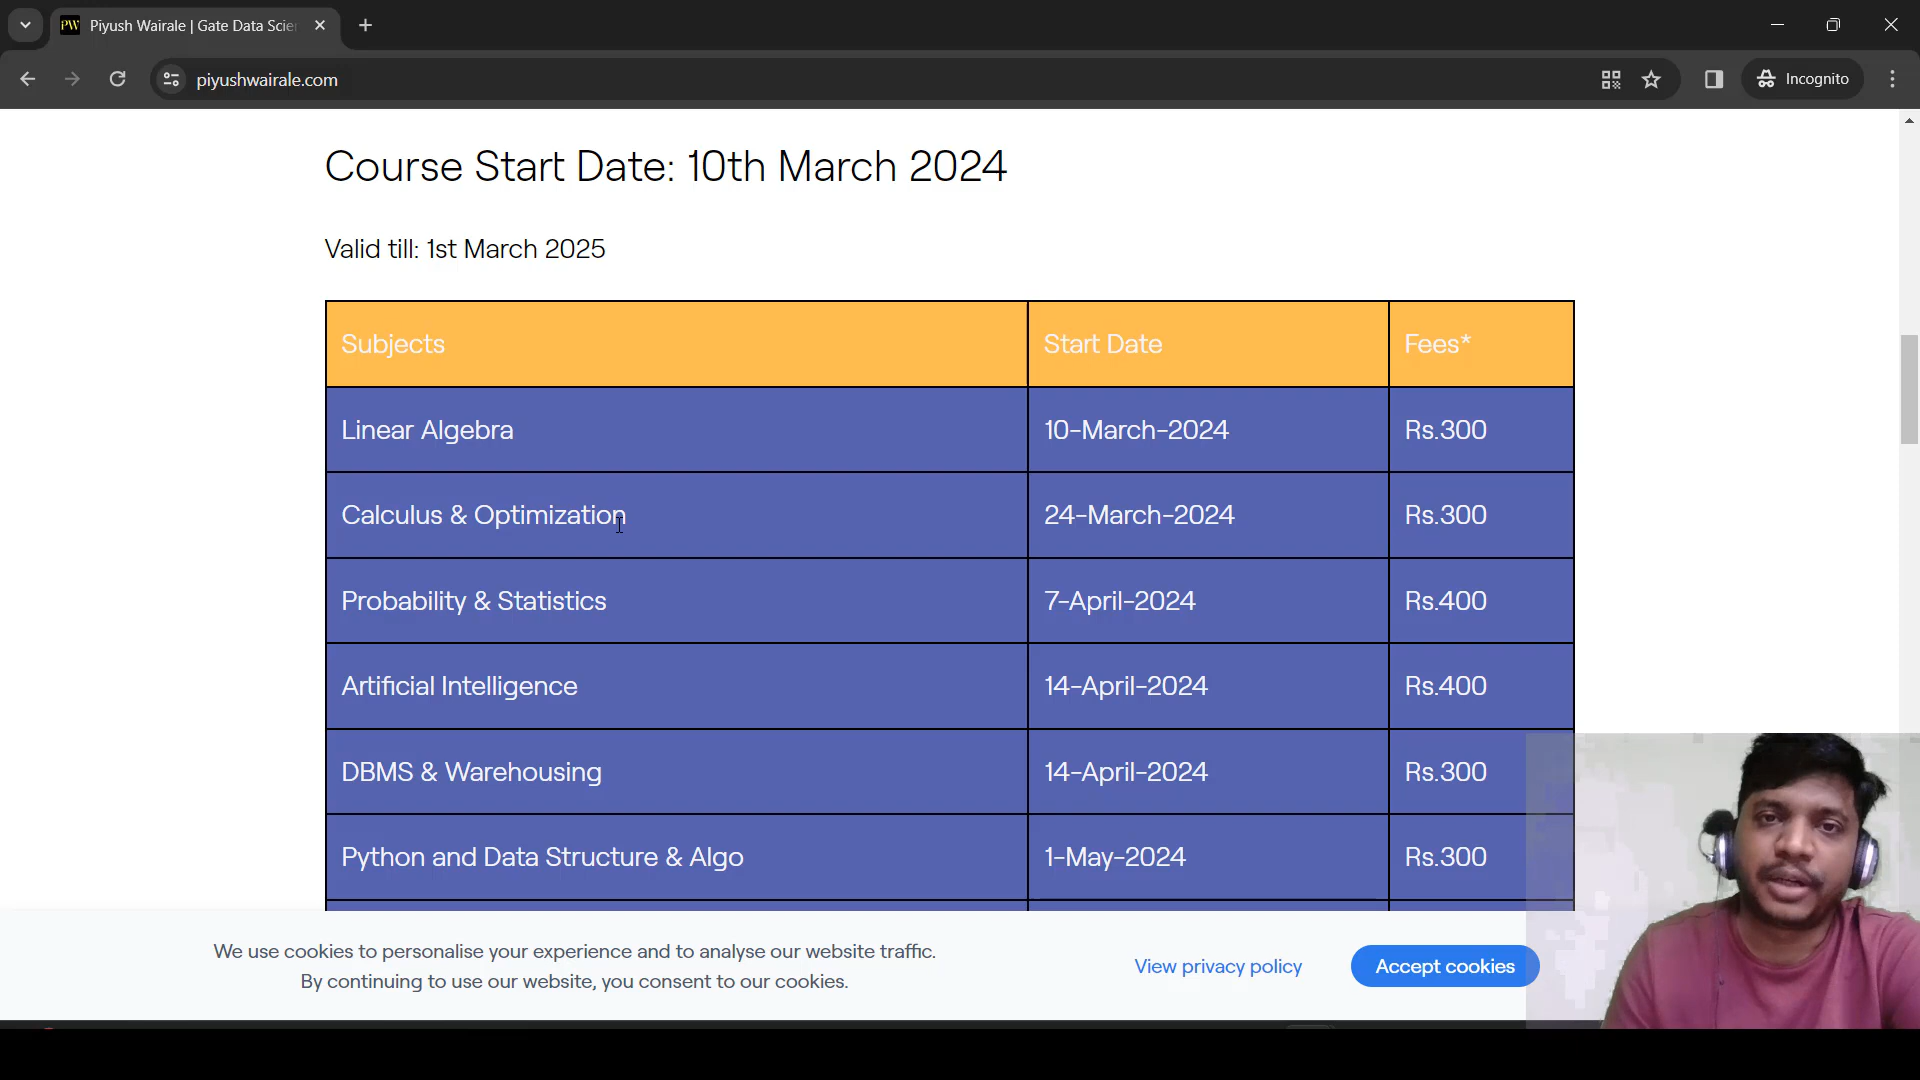 Piyush Wairale | Gate Data Scie
piyushwairale.com
Incognito
Course Start Date: 10th March 2024
Valid till: 1st March 2025
Subjects Start Date Fees*
Linear Algebra 10-March-2024 Rs.300
Calculus & Optimization 24-March-2024 Rs.300
Probability & Statistics 7-April-2024 Rs.400
Artificial Intelligence 14-April-2024 Rs.400
DBMS & Warehousing 14-April-2024 Rs.300
Python and Data Structure & Algo 1-May-2024 Rs.300
We use cookies to personalise your experience and to analyse our website traffic.
By continuing to use our website, you consent to our cookies.
View privacy policy
Accept cookies